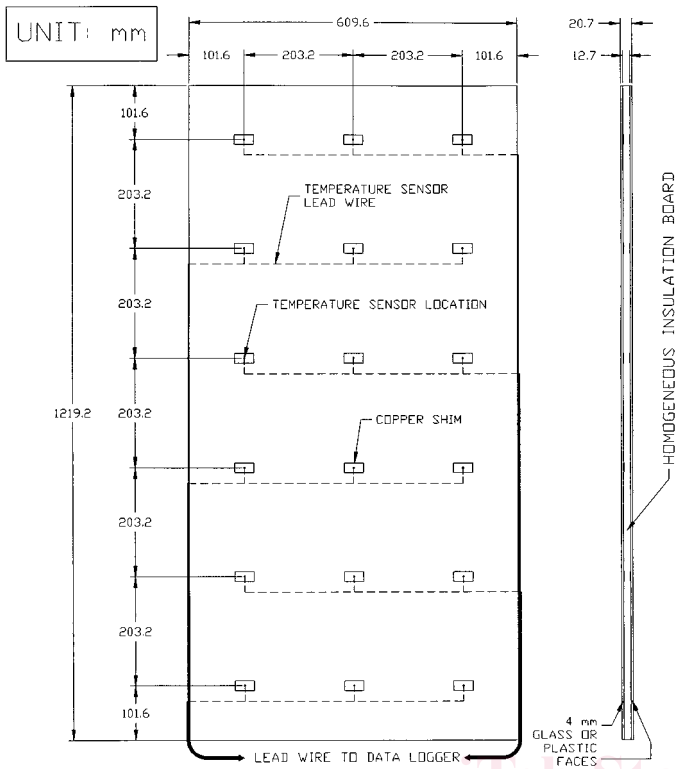 UNIT: mm
609.6
20.7
101.6
203.2
203.2
101.6
12.7
101.6
203.2
TEMPERATURE SENSOR
LEAD WIRE
203.2
TEMPERATURE SENSOR LOCATION
1219.2
203.2
COPPER SHIM
HOMOGENEOUS INSULATION BOARD
203.2
203.2
101.6
4 mm
GLASS OR
PLASTIC
FACES
LEAD WIRE TO DATA LOGGER